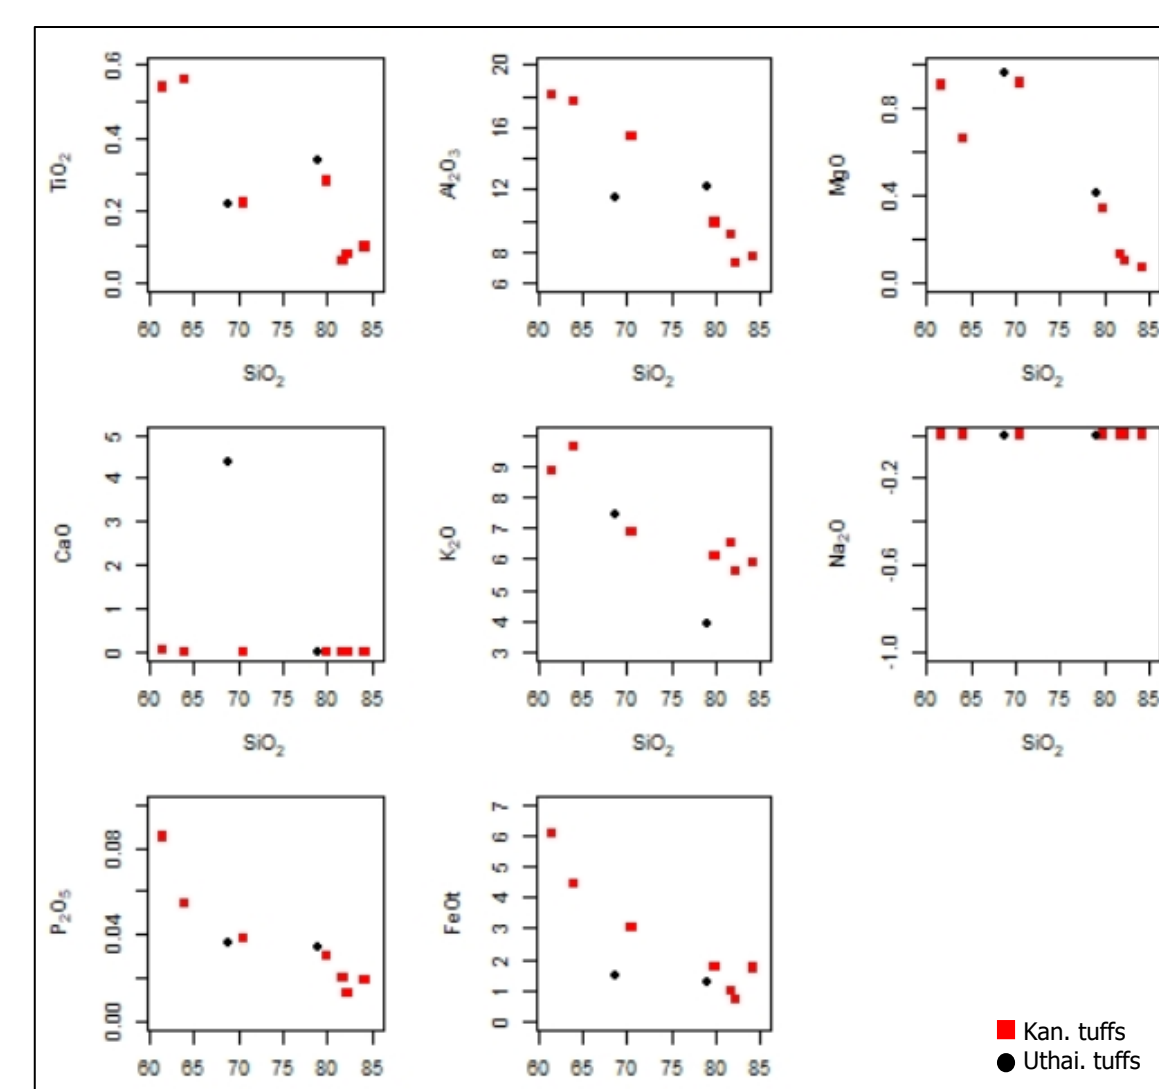 TiO2
0.0 0.2 0.4 0.6
60 65 70 75 80 85
SiO2
Al2O3
6 8 12 16 20
60 65 70 75 80 85
SiO2
MgO
0.0 0.4 0.8
60 65 70 75 80 85
SiO2
CaO
0 1 2 3 4 5
60 65 70 75 80 85
SiO2
K2O
3 4 5 6 7 8 9
60 65 70 75 80 85
Na2O
-1.0 -0.6 -0.2
60 65 70 75 80 85
SiO2
P2O5
0.00 0.04 0.08
60 65 70 75 80 85
FeOt
0 1 2 3 4 5 6 7
60 65 70 75 80 85
Kan. tuffs
Uthai. tuffs